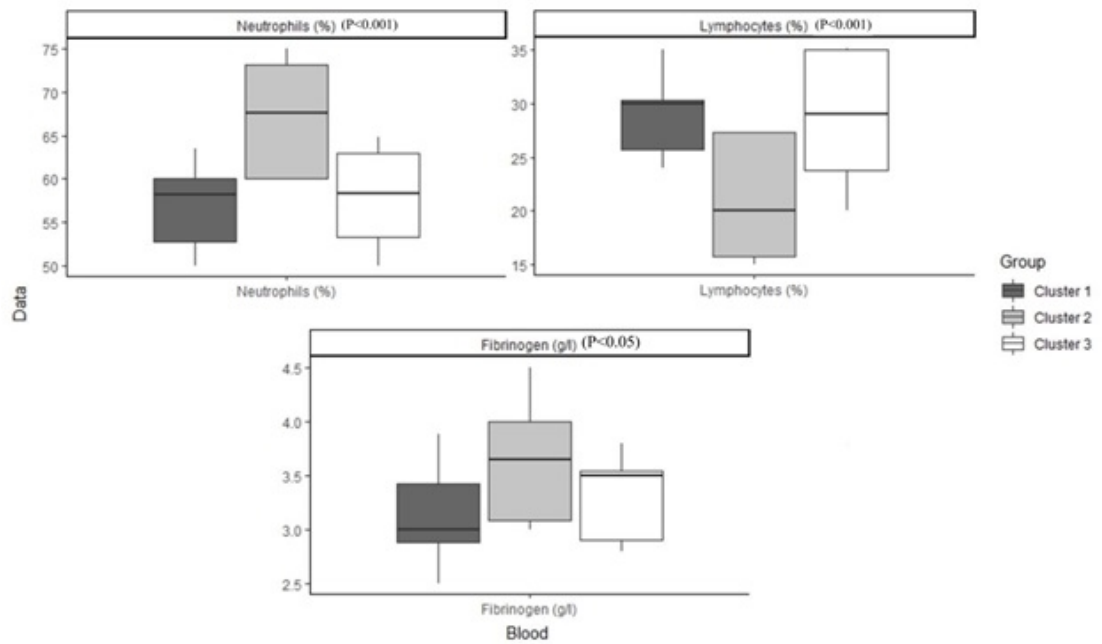 Neutrophils (%) (P<0.001)
75
70
65
60
55
50
Neutrophils (%)
Lymphocytes (%) (P<0.001)
35
30
25
20
15
Lymphocytes (%)
Data
Group
Cluster 1
Cluster 2
Cluster 3
Fibrinogen (g/l) (P<0.05)
4.5
4.0
3.5
3.0
2.5
Fibrinogen (g/l)
Blood